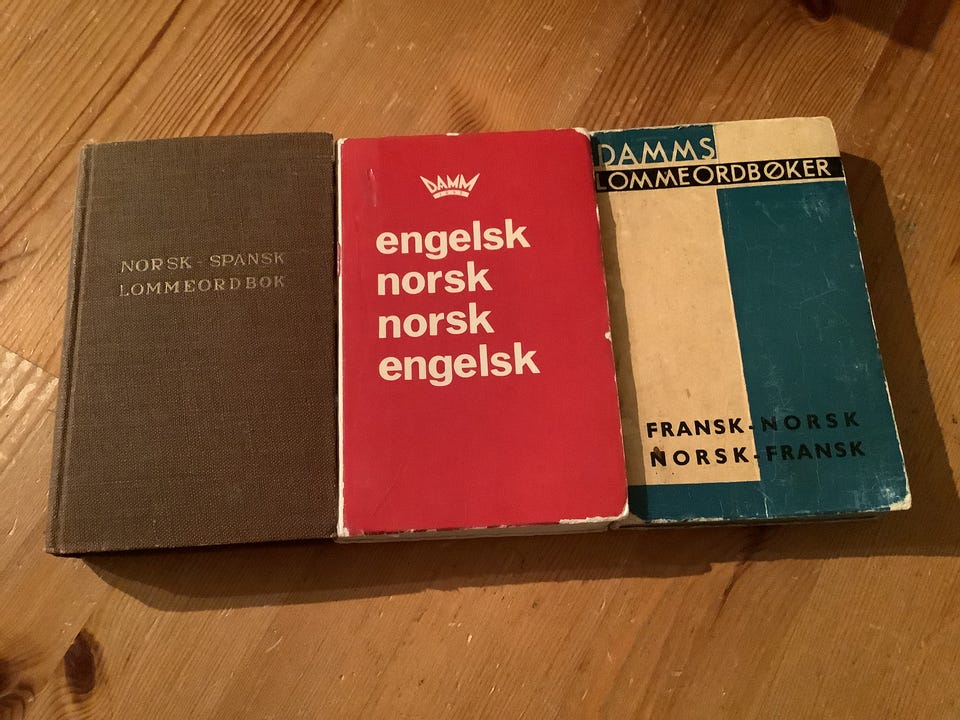 NORSK - SPANSK
LOMMEORDBOK
DAMM
engelsk
norsk
norsk
engelsk
DAMMS
LOMMEORDBØKER
FRANSK-NORSK
NORSK-FRANSK